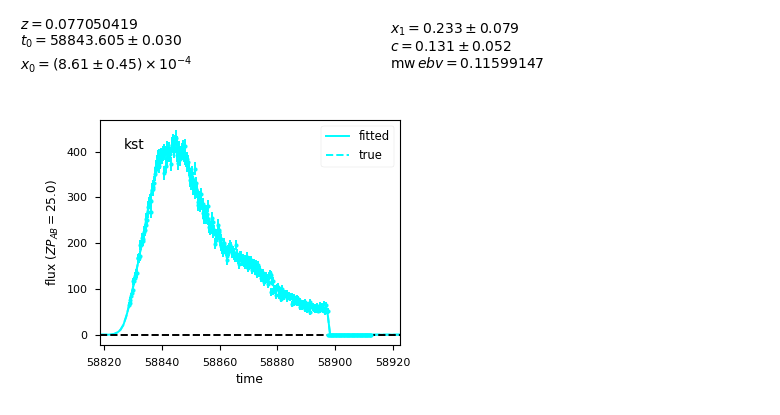 z = 0.077050419
t₀ = 58843.605 ± 0.030
x₀ = (8.61 ± 0.45) × 10⁻⁴
x₁ = 0.233 ± 0.079
c = 0.131 ± 0.052
mw ebv = 0.11599147
kst
fitted
true
400
300
200
100
0
flux (ZP_AB = 25.0)
58820 58840 58860 58880 58900 58920
time